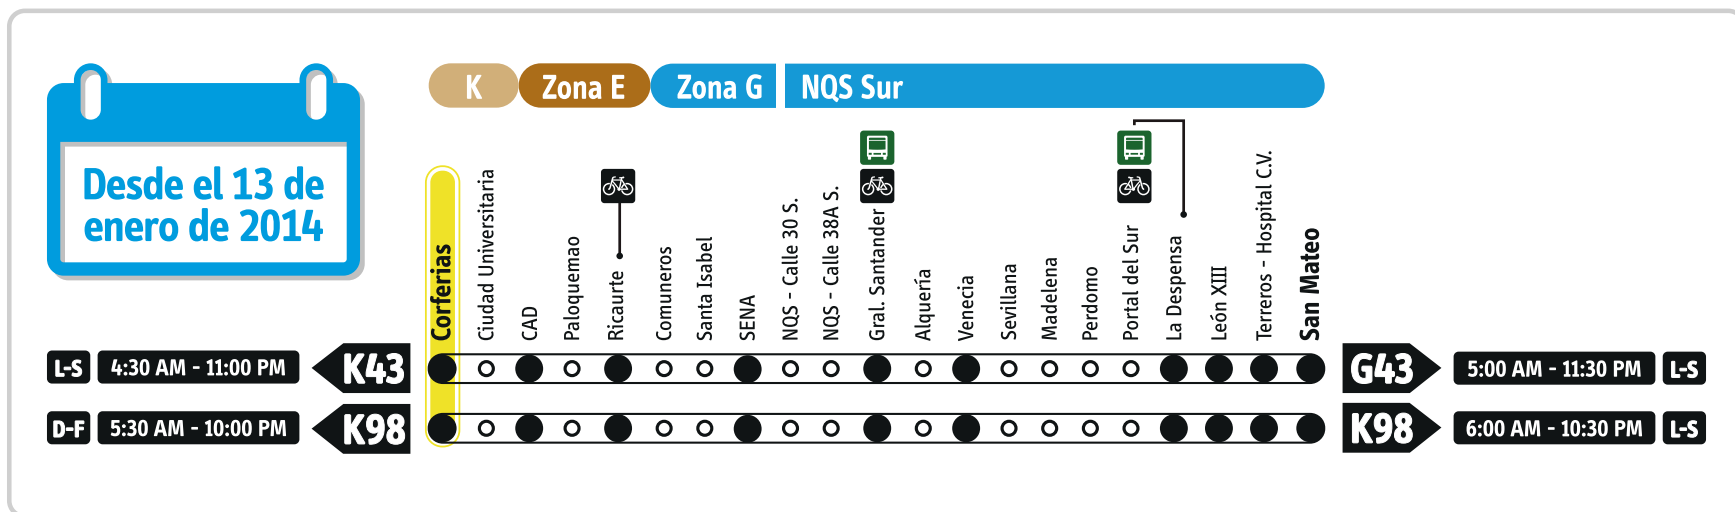 K
Zona E
Zona G
NQS Sur
Desde el 13 de
enero de 2014
Corferias
Ciudad Universitaria
CAD
Paloquemao
Ricaurte
Comuneros
Santa Isabel
SENA
NQS - Calle 30 S.
NQS - Calle 38A S.
Gral. Santander
Alquería
Venecia
Sevillana
Madelena
Perdomo
Portal del Sur
La Despensa
León XIII
Terreros - Hospital C.V.
San Mateo
L-S 4:30 AM - 11:00 PM K43
G43 5:00 AM - 11:30 PM L-S
D-F 5:30 AM - 10:00 PM K98
K98 6:00 AM - 10:30 PM L-S